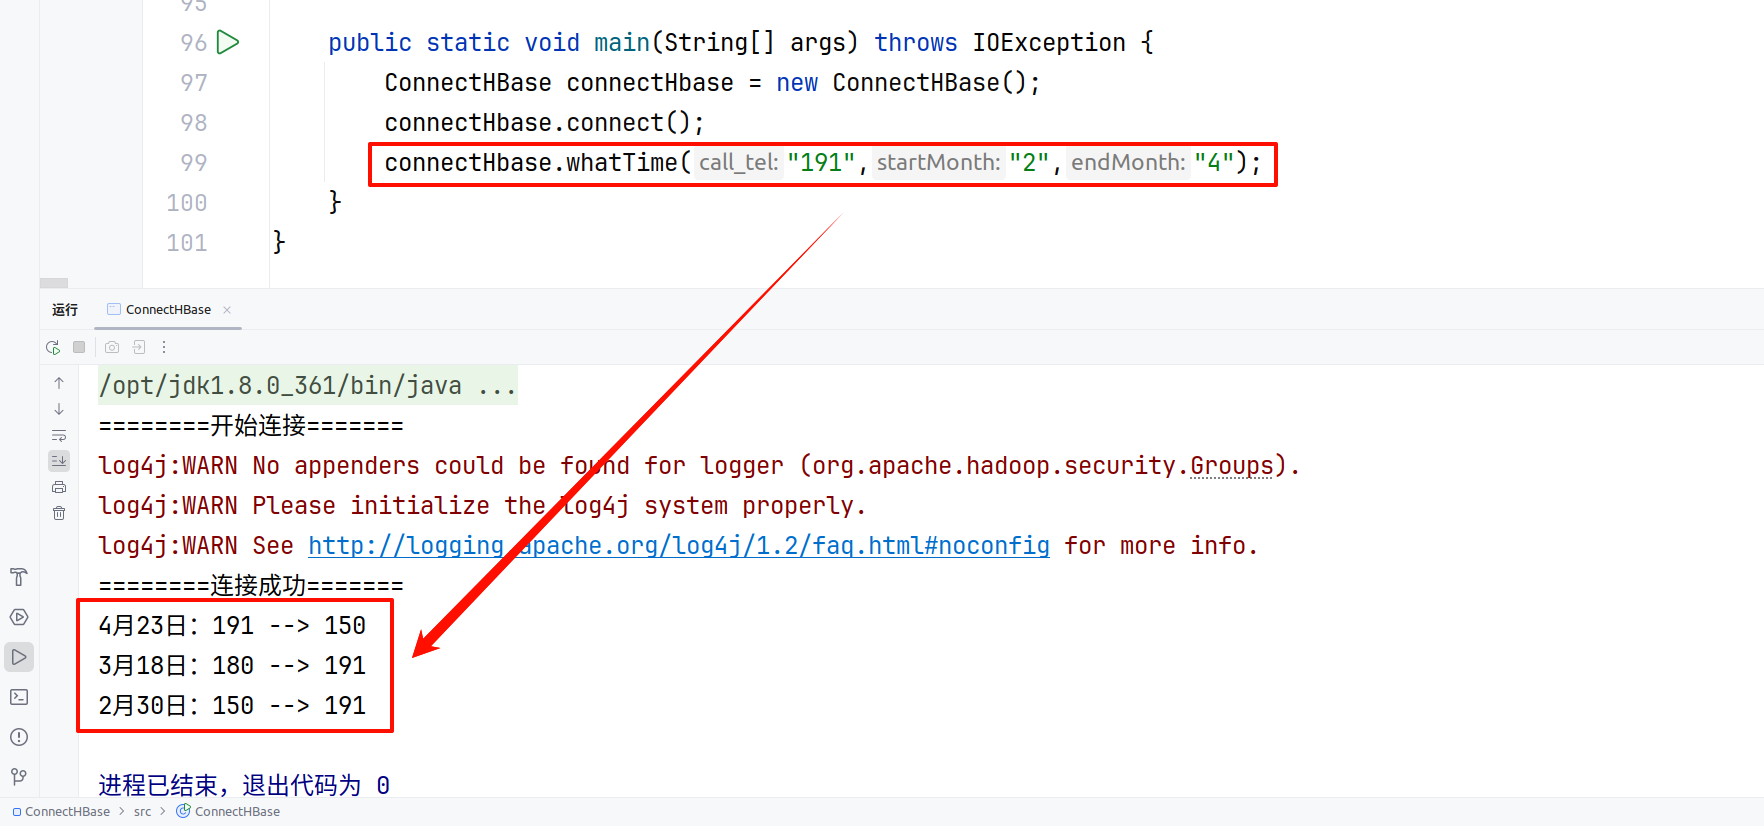 95
96 public static void main(String[] args) throws IOException {
97 ConnectHBase connectHbase = new ConnectHBase();
98 connectHbase.connect();
99 connectHbase.whatTime( call_tel: "191", startMonth: "2", endMonth: "4");
100 }
101 }
运行 ConnectHBase ×
/opt/jdk1.8.0_361/bin/java ...
========开始连接=======
log4j:WARN No appenders could be found for logger (org.apache.hadoop.security.Groups).
log4j:WARN Please initialize the log4j system properly.
log4j:WARN See http://logging.apache.org/log4j/1.2/faq.html#noconfig for more info.
========连接成功=======
4月23日：191 --> 150
3月18日：180 --> 191
2月30日：150 --> 191
进程已结束，退出代码为 0
ConnectHBase > src > ConnectHBase